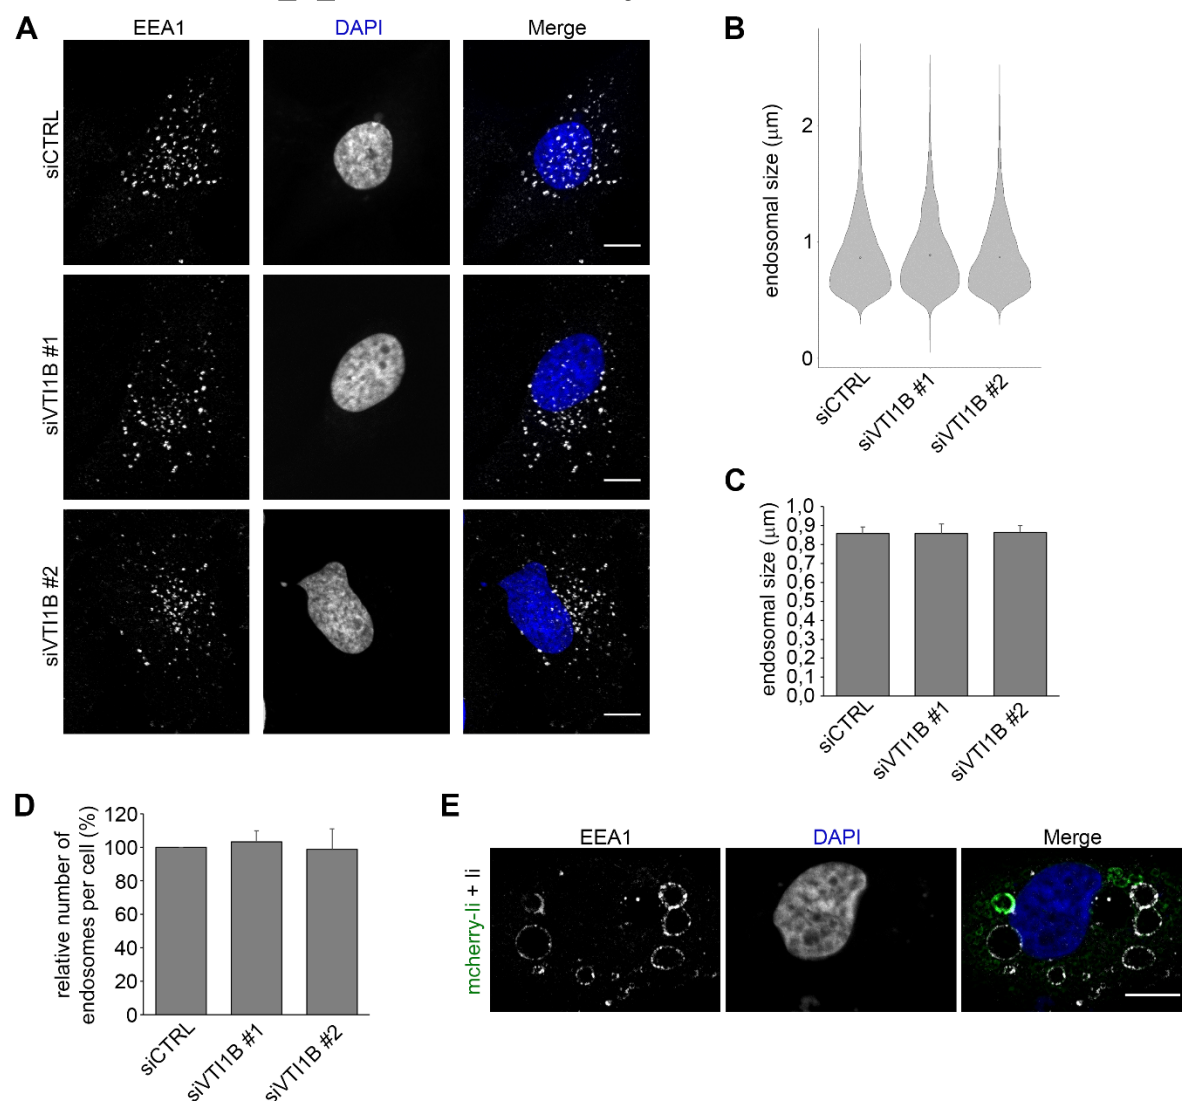 A
EEA1 DAPI Merge
siCTRL
siVTI1B #1
siVTI1B #2
B
endosomal size (μm)
2
1
0
siCTRL siVTI1B #1 siVTI1B #2
C
endosomal size (μm)
1,0
0,9
0,8
0,7
0,6
0,5
0,4
0,3
0,2
0,1
0,0
siCTRL siVTI1B #1 siVTI1B #2
D
relative number of
endosomes per cell (%)
120
100
80
60
40
20
0
siCTRL siVTI1B #1 siVTI1B #2
E
EEA1 DAPI Merge
mcherry-Ii + Ii